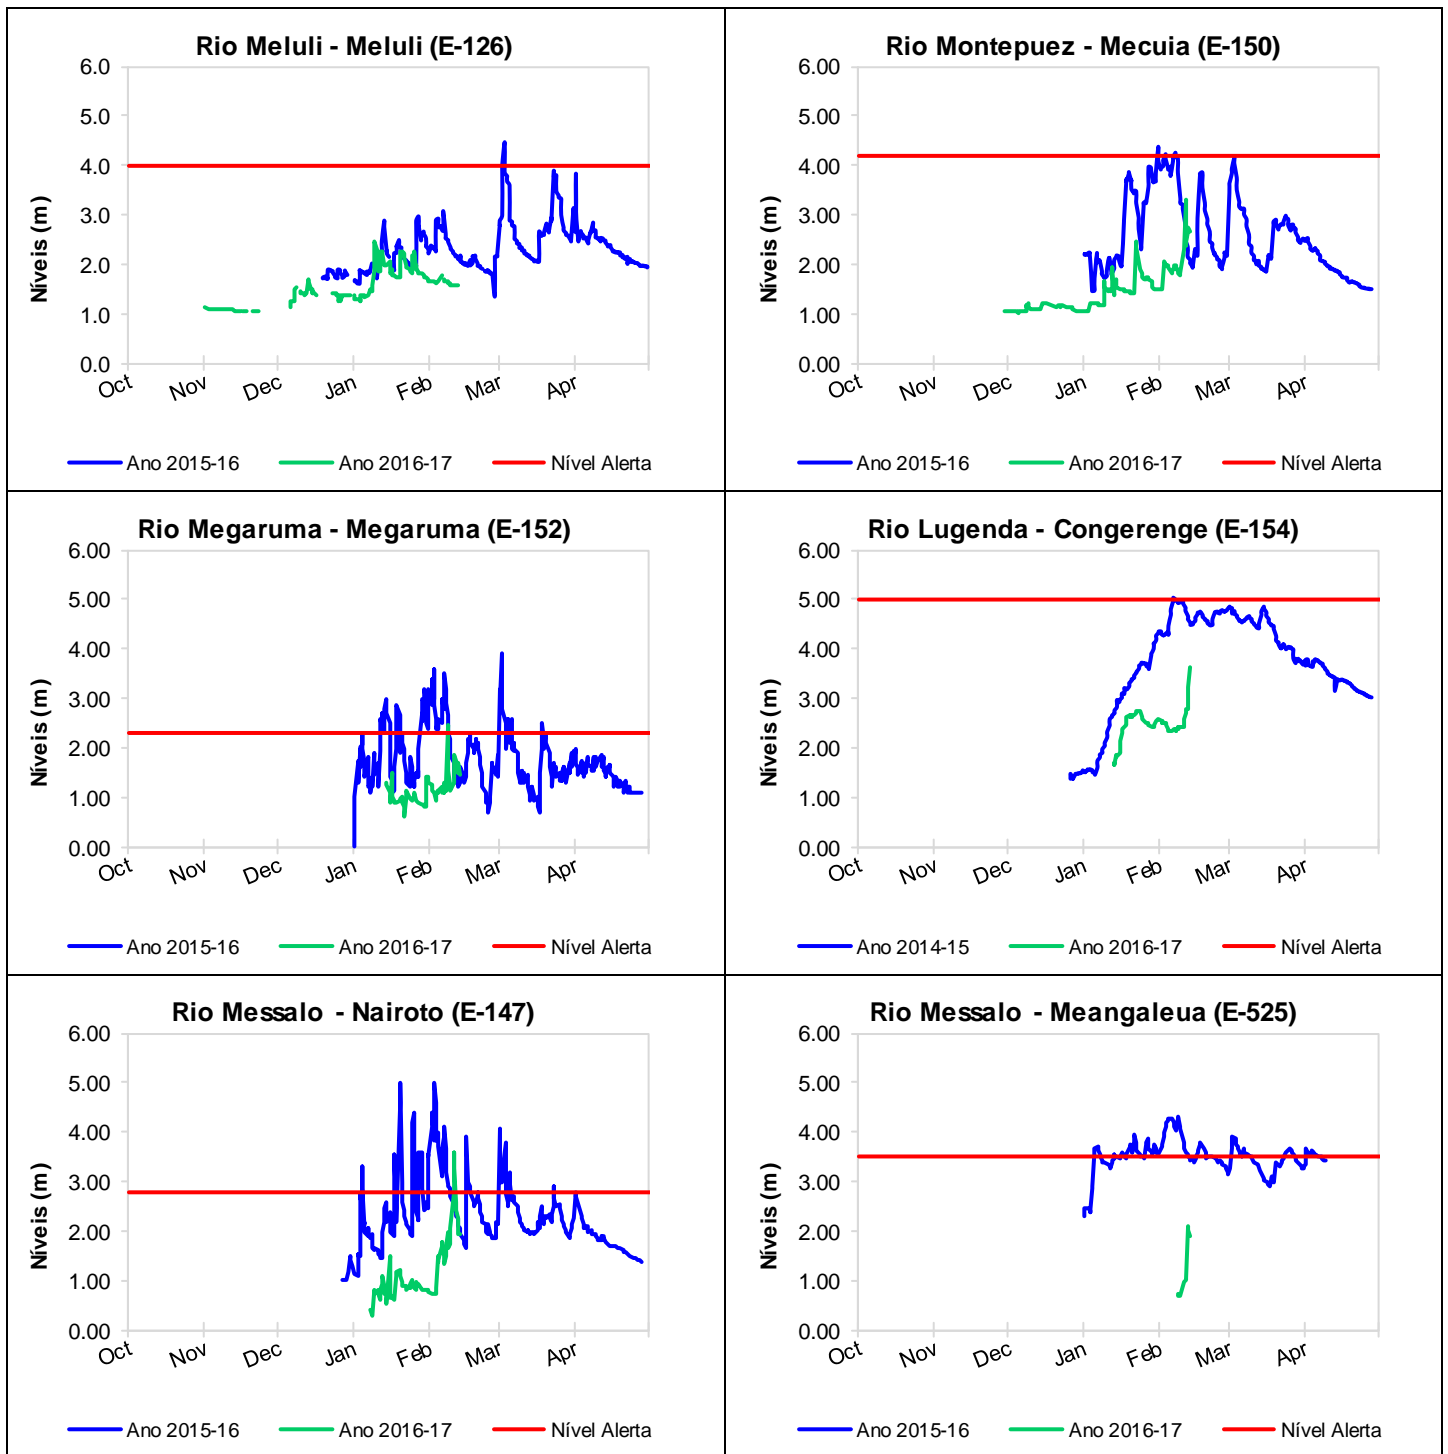 Rio Meluli - Meluli (E-126)
6.0
5.0
4.0
3.0
2.0
1.0
0.0
Níveis (m)
Oct Nov Dec Jan Feb Mar Apr
Ano 2015-16 Ano 2016-17 Nível Alerta
Rio Montepuez - Mecuia (E-150)
6.00
5.00
4.00
3.00
2.00
1.00
0.00
Níveis (m)
Oct Nov Dec Jan Feb Mar Apr
Ano 2015-16 Ano 2016-17 Nível Alerta
Rio Megaruma - Megaruma (E-152)
6.00
5.00
4.00
3.00
2.00
1.00
0.00
Níveis (m)
Oct Nov Dec Jan Feb Mar Apr
Ano 2015-16 Ano 2016-17 Nível Alerta
Rio Lugenda - Congerenge (E-154)
6.00
5.00
4.00
3.00
2.00
1.00
0.00
Níveis (m)
Oct Nov Dec Jan Feb Mar Apr
Ano 2014-15 Ano 2016-17 Nível Alerta
Rio Messalo - Nairoto (E-147)
6.00
5.00
4.00
3.00
2.00
1.00
0.00
Níveis (m)
Oct Nov Dec Jan Feb Mar Apr
Ano 2015-16 Ano 2016-17 Nível Alerta
Rio Messalo - Meangaleua (E-525)
6.00
5.00
4.00
3.00
2.00
1.00
0.00
Níveis (m)
Oct Nov Dec Jan Feb Mar Apr
Ano 2015-16 Ano 2016-17 Nível Alerta